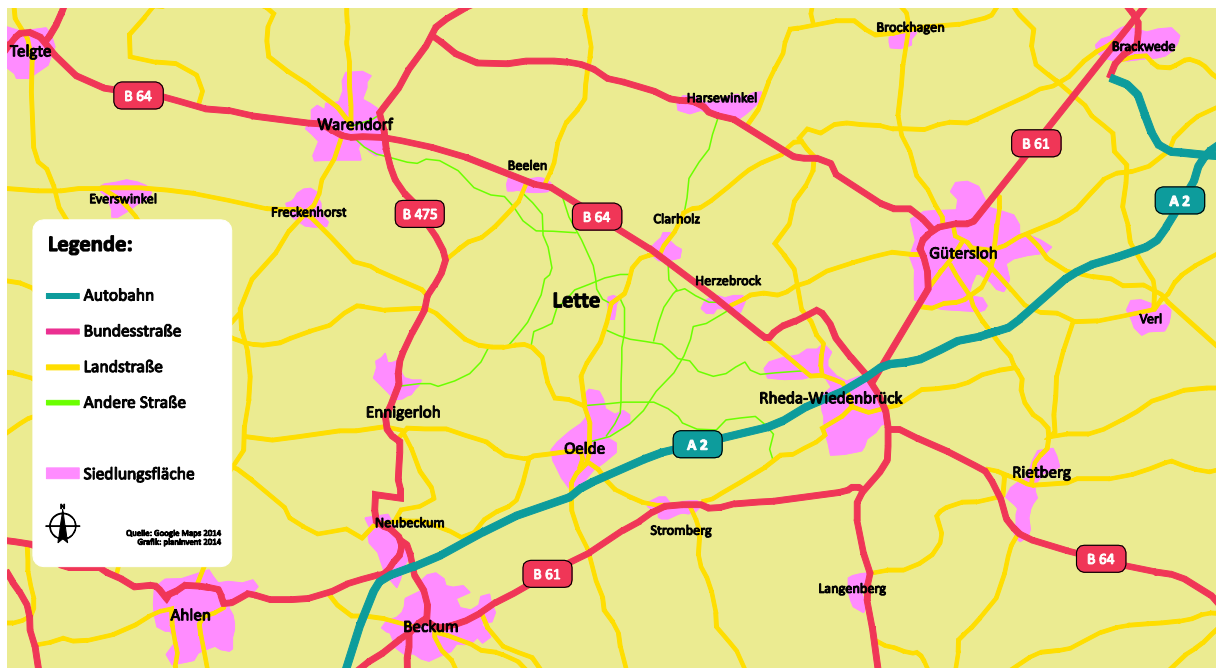 Brockhagen
Telgte
Brackwede
B 64
Harsewinkel
Warendorf
B 61
Beelen
Everswinkel
A 2
Freckenhorst
B 475
B 64
Clarholz
Gütersloh
Legende:
Herzebrock
Autobahn
Lette
Verl
Bundesstraße
Landstraße
Rheda-Wiedenbrück
Andere Straße
Ennigerloh
A 2
Oelde
Siedlungsfläche
Rietberg
N
Neubeckum
Stromberg
Quelle: Google Maps 2014
Grafik: planinvent 2014
B 64
B 61
Langenberg
Ahlen
Beckum